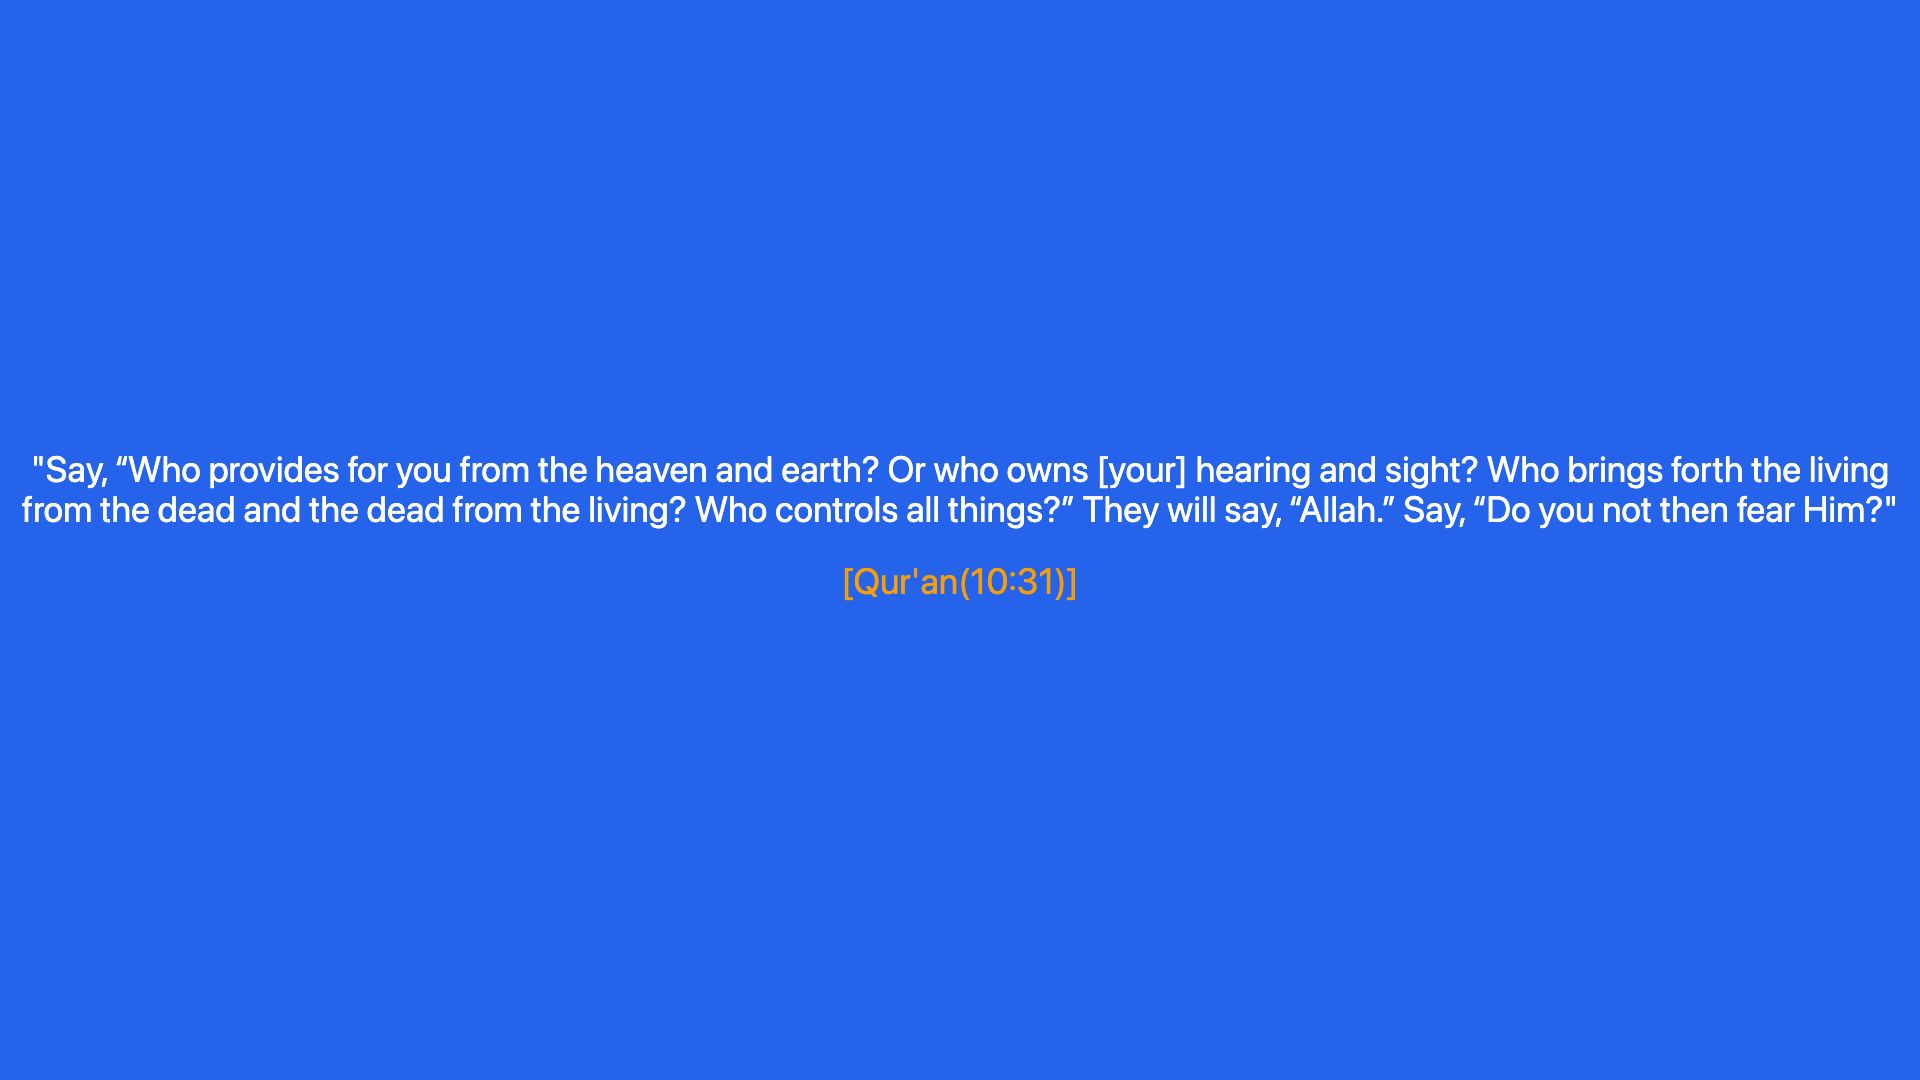 "Say, “Who provides for you from the heaven and earth? Or who owns [your] hearing and sight? Who brings forth the living
from the dead and the dead from the living? Who controls all things?” They will say, “Allah.” Say, “Do you not then fear Him?"
[Qur'an(10:31)]